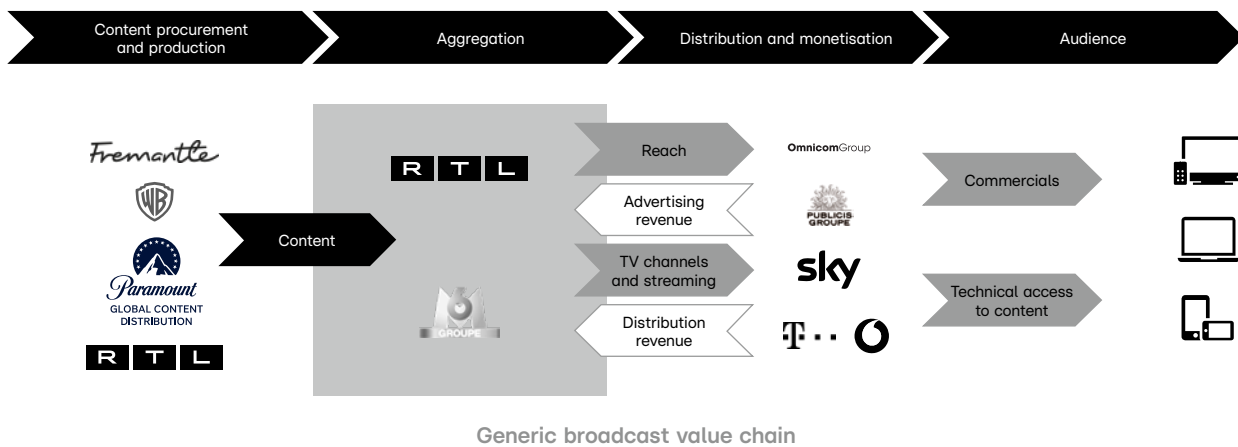 Content procurement
and production
Aggregation
Distribution and monetisation
Audience
Fremantle
WB
Paramount
GLOBAL CONTENT
DISTRIBUTION
RTL
Content
RTL
M6
GROUPE
Reach
Advertising
revenue
TV channels
and streaming
Distribution
revenue
OmnicomGroup
PUBLICIS
GROUPE
sky
T
Commercials
Technical access
to content
Generic broadcast value chain